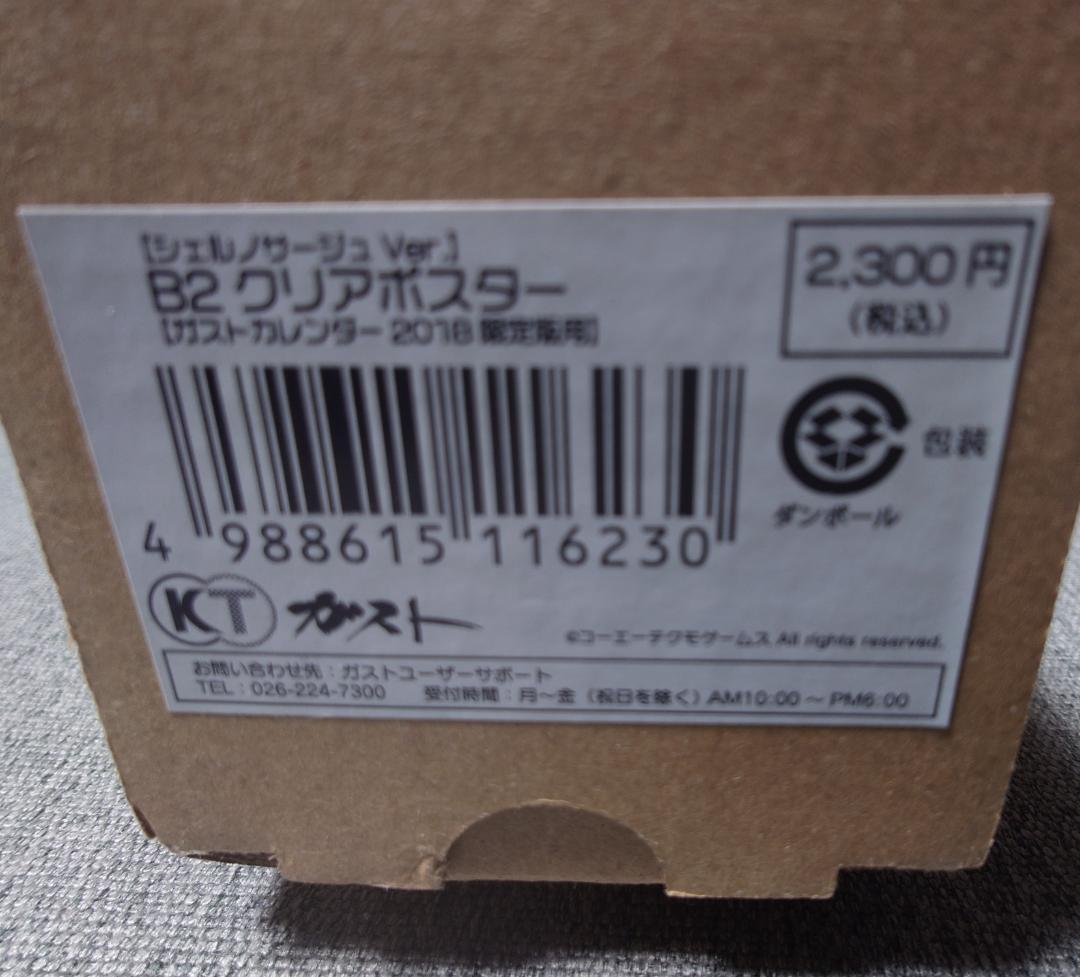 [シェルノサージュ Ver.]
B2 クリアポスター
[ガストカレンダー 2018 限定版用]
2,300 円
(税込)
包装
ダンボール
4 988615 116230
KT ガスト
©コーエーテクモゲームス All rights reserved.
お問い合わせ先:ガストユーザーサポート
TEL:026-224-7300 受付時間:月~金(祝日を除く)AM10:00~PM6:00